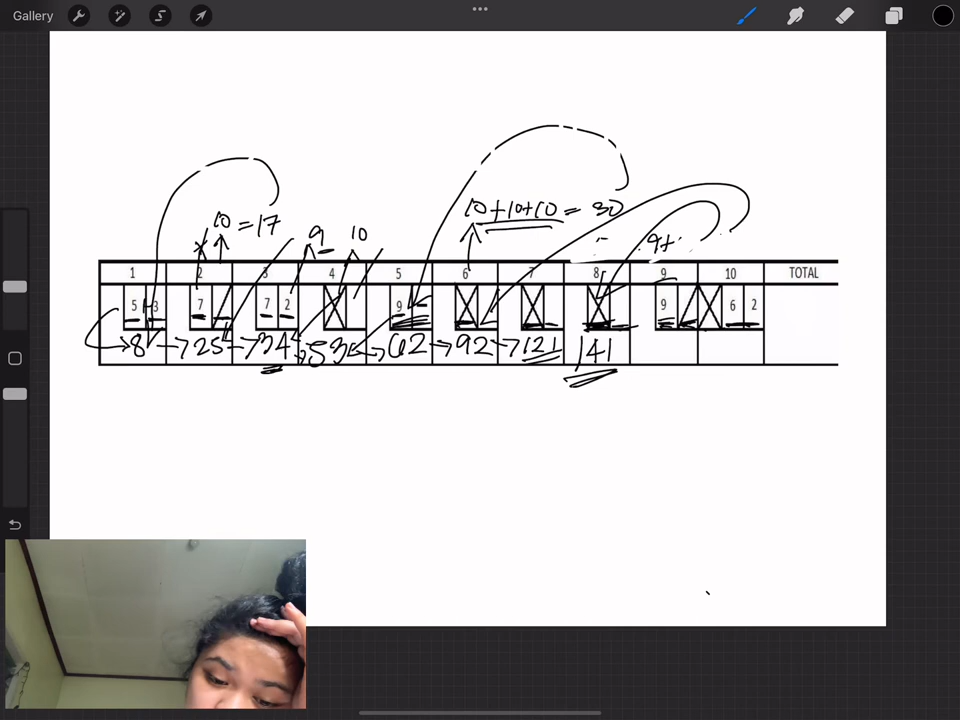 Gallery
10 = 17
9 10
10+10+10 = 30
9+
1 2 3 4 5 6 7 8 9 10 TOTAL
5 3 7 7 2 9 9 6 2
8 25 34 53 62 92 121 141